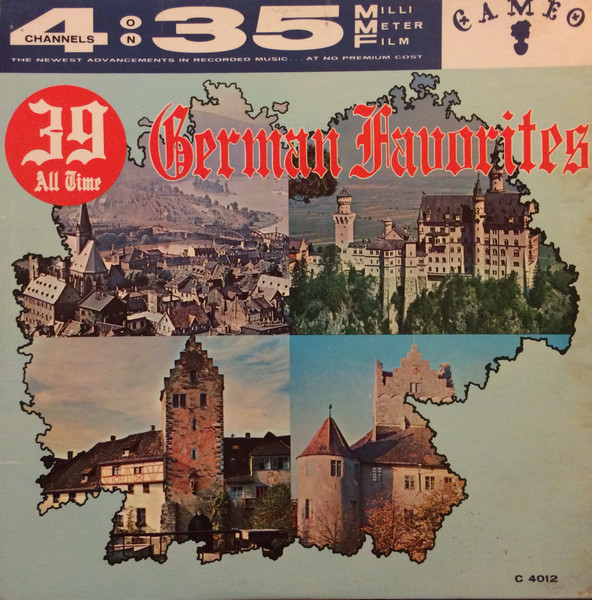 4 CHANNELS ON : 35 MILLI METER FILM
CAMEO
THE NEWEST ADVANCEMENTS IN RECORDED MUSIC... AT NO PREMIUM COST
39 All Time
German Favorites
C 4012